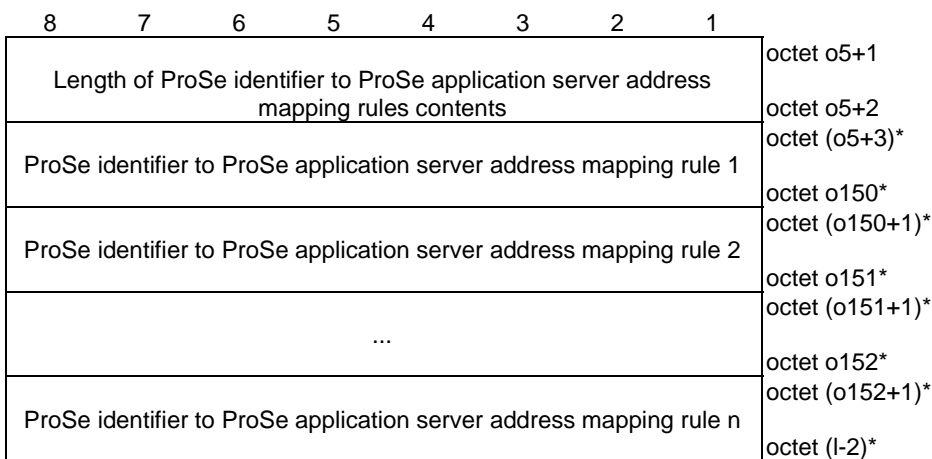 8 7 6 5 4 3 2 1
Length of ProSe identifier to ProSe application server address
mapping rules contents
octet o5+1
octet o5+2
ProSe identifier to ProSe application server address mapping rule 1
octet (o5+3)*
octet o150*
ProSe identifier to ProSe application server address mapping rule 2
octet (o150+1)*
octet o151*
...
octet (o151+1)*
octet o152*
ProSe identifier to ProSe application server address mapping rule n
octet (o152+1)*
octet (l-2)*